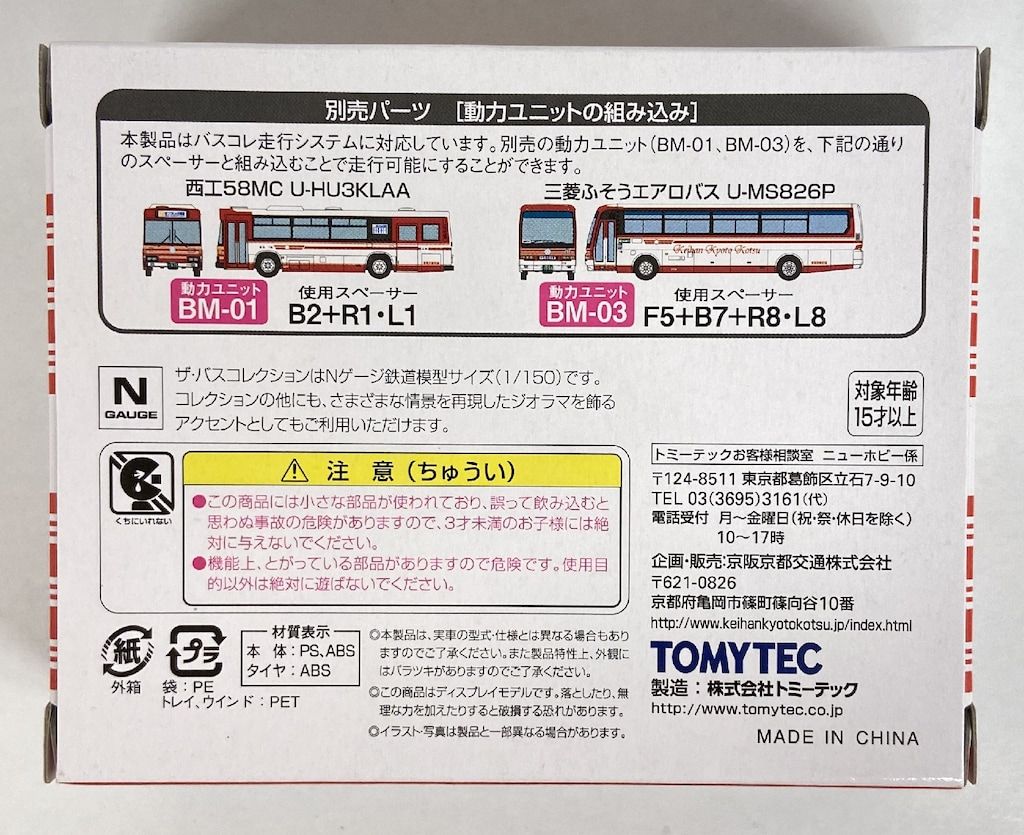 別売パーツ ［動力ユニットの組み込み］
本製品はバスコレ走行システムに対応しています。別売の動力ユニット(BM-01、BM-03)を、下記の通り
のスペーサーと組み込むことで走行可能にすることができます。
西工58MC U-HU3KLAA
三菱ふそうエアロバス U-MS826P
Keihan Kyoto Kotsu
動力ユニット
BM-01
使用スペーサー
B2+R1・L1
動力ユニット
BM-03
使用スペーサー
F5+B7+R8・L8
N
GAUGE
ザ・バスコレクションはNゲージ鉄道模型サイズ(1/150)です。
コレクションの他にも、さまざまな情景を再現したジオラマを飾る
アクセントとしてもご利用いただけます。
対象年齢
15才以上
くちにいれない
注 意 (ちゅうい)
●この商品には小さな部品が使われており、誤って飲み込むと
思わぬ事故の危険がありますので、3才未満のお子様には絶
対に与えないでください。
●機能上、とがっている部品がありますので危険です。使用目
的以外は絶対に遊ばないでください。
トミーテックお客様相談室 ニューホビー係
〒124-8511 東京都葛飾区立石7-9-10
TEL 03(3695)3161(代)
電話受付 月〜金曜日(祝・祭・休日を除く)
10〜17時
企画・販売:京阪京都交通株式会社
〒621-0826
京都府亀岡市篠町篠向谷10番
http://www.keihankyotokotsu.jp/index.html
TOMYTEC
製造：株式会社トミーテック
http://www.tomytec.co.jp/
MADE IN CHINA
紙
外箱
プラ
袋：PE
トレイ、ウインド：PET
材質表示
本 体：PS、ABS
タイヤ：ABS
◎本製品は、実車の型式・仕様とは異なる場合もあり
ますのでご了承ください。また製品特性上、外観に
はバラツキがありますのでご了承ください。
◎この商品はディスプレイモデルです。落としたり、無
理な力を加えたりすると破損する恐れがあります。
◎イラスト・写真は製品と一部異なる場合があります。